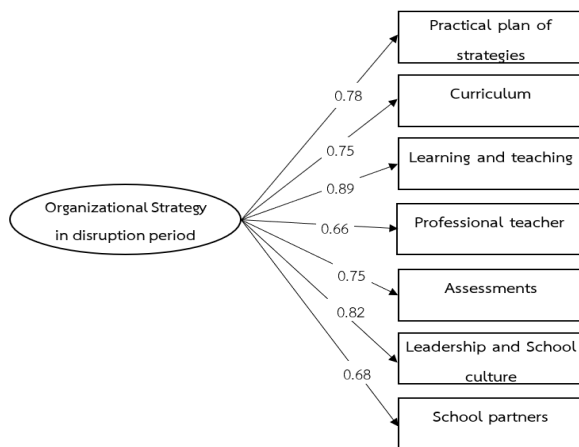 Practical plan of
strategies
0.78
Curriculum
0.75
Learning and teaching
0.89
Organizational Strategy
in disruption period
Professional teacher
0.66
Assessments
0.75
Leadership and School
culture
0.82
School partners
0.68